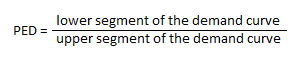 PED = lower segment of the demand curve
upper segment of the demand curve